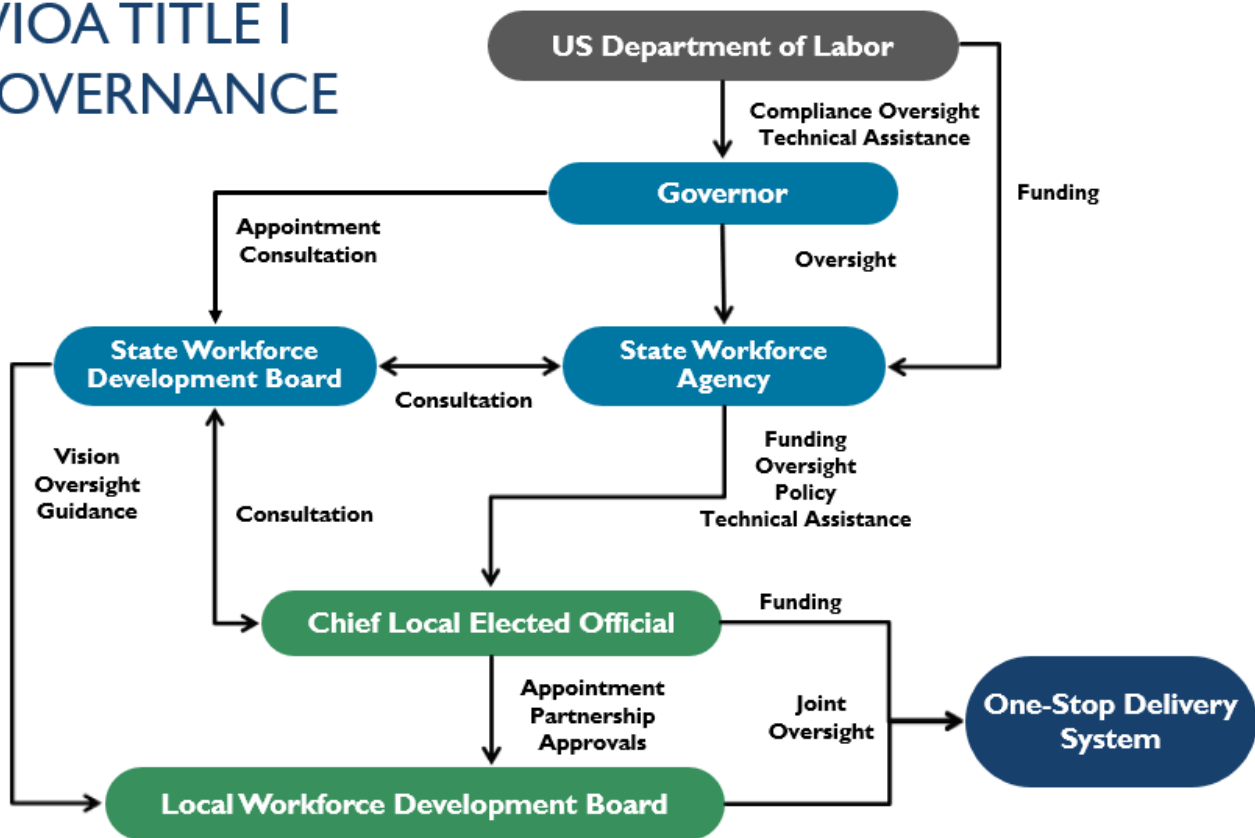 VIOA TITLE I
OVERNANCE
US Department of Labor
Compliance Oversight
Technical Assistance
Funding
Governor
Appointment
Consultation
Oversight
State Workforce
Development Board
State Workforce
Agency
Consultation
Vision
Oversight
Guidance
Consultation
Funding
Oversight
Policy
Technical Assistance
Chief Local Elected Official
Funding
Appointment
Partnership
Approvals
Joint
Oversight
One-Stop Delivery
System
Local Workforce Development Board